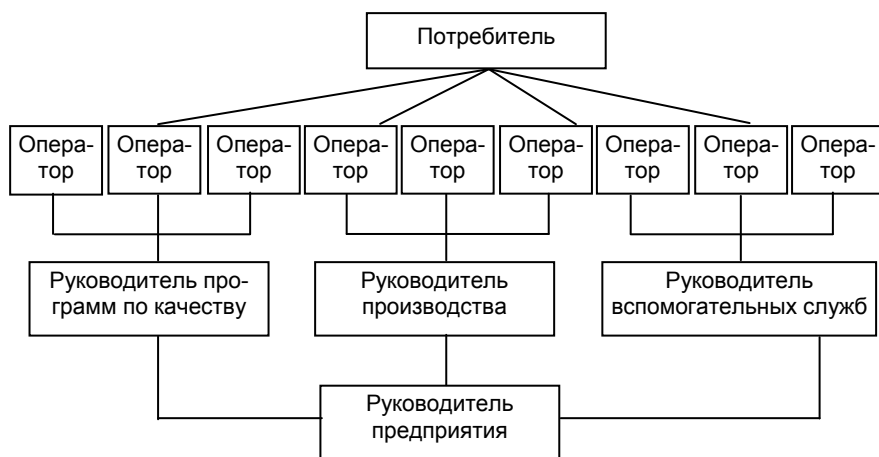 Потребитель
Опера-
тор
Опера-
тор
Опера-
тор
Опера-
тор
Опера-
тор
Опера-
тор
Опера-
тор
Опера-
тор
Опера-
тор
Руководитель про-
грамм по качеству
Руководитель
производства
Руководитель
вспомогательных служб
Руководитель
предприятия